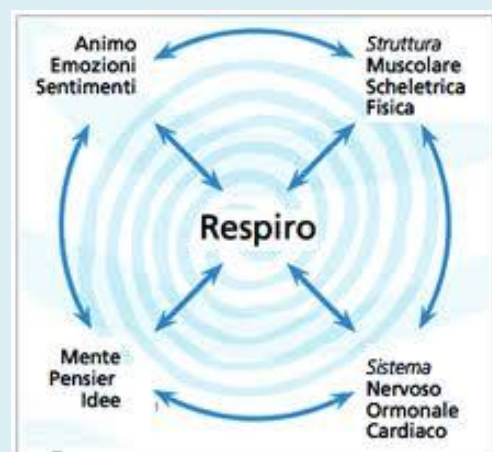 Animo
Emozioni
Sentimenti
Struttura
Muscolare
Scheletrica
Fisica
Respiro
Mente
Pensier
Idee
Sistema
Nervoso
Ormonale
Cardiaco